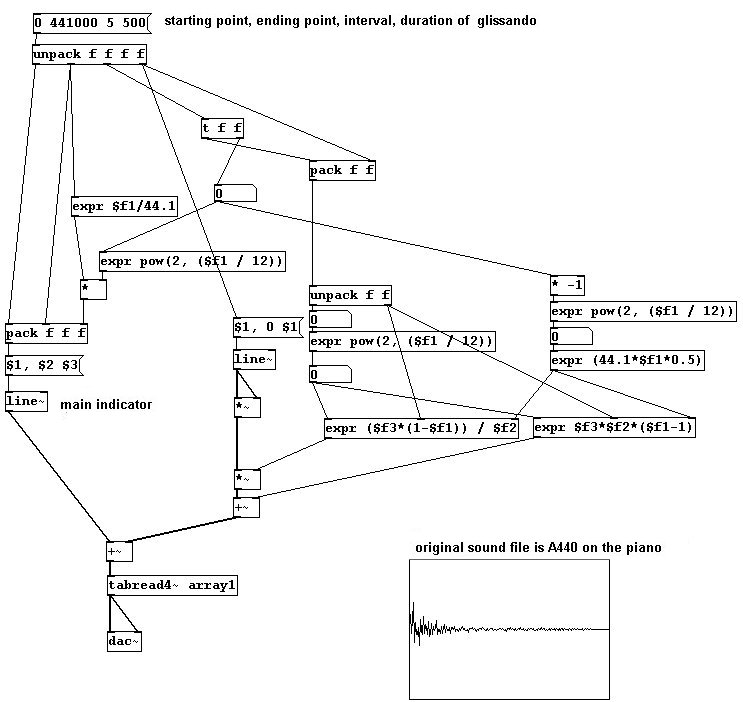 0 441000 5 500
starting point, ending point, interval, duration of glissando
unpack f f f f
t f f
pack f f
0
expr $f1/44.1
expr pow(2, ($f1 / 12))
*
* -1
unpack f f
expr pow(2, ($f1 / 12))
0
$1, 0 $1
pack f f f
0
expr pow(2, ($f1 / 12))
$1, $2 $3
line~
expr (44.1*$f1*0.5)
0
line~
main indicator
*~
expr ($f3*(1-$f1)) / $f2
expr $f3*$f2*($f1-1)
*~
+~
+~
original sound file is A440 on the piano
tabread4~ array1
dac~